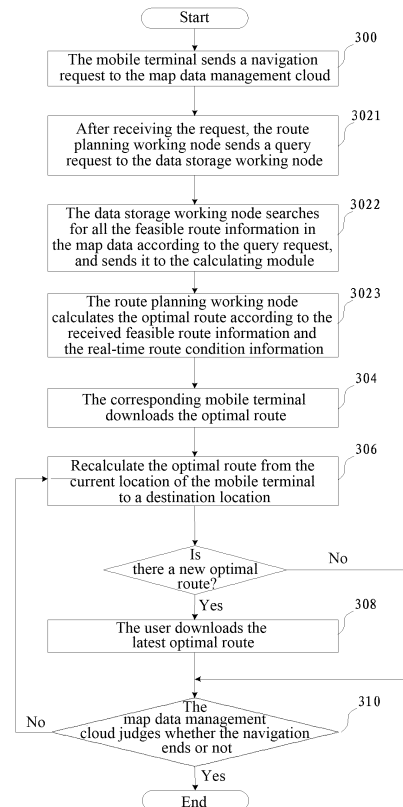 Start
300
The mobile terminal sends a navigation
request to the map data management cloud
3021
After receiving the request, the route
planning working node sends a query
request to the data storage working node
3022
The data storage working node searches
for all the feasible route information in
the map data according to the query request,
and sends it to the calculating module
3023
The route planning working node
calculates the optimal route according to the
received feasible route information and
the real-time route condition information
304
The corresponding mobile terminal
downloads the optimal route
306
Recalculate the optimal route from the
current location of the mobile terminal
to a destination location
Is
there a new optimal
route?
No
Yes
308
The user downloads the
latest optimal route
310
The
map data management
cloud judges whether the navigation
ends or not
No
Yes
End